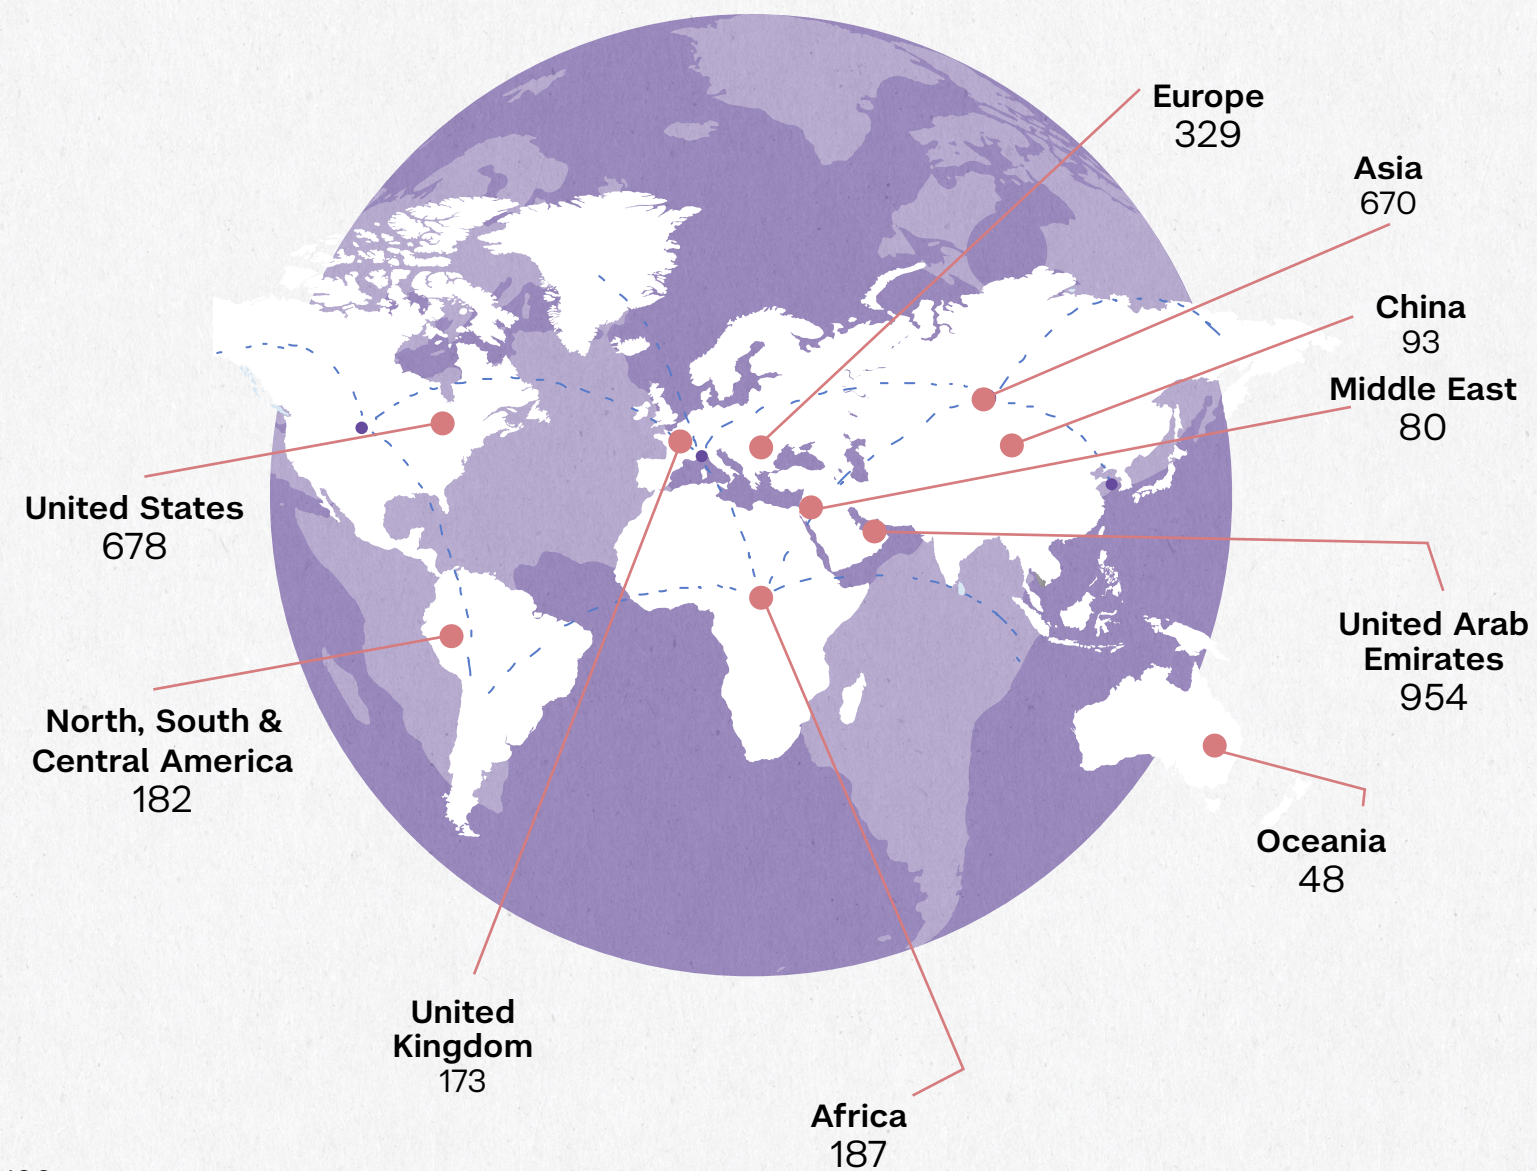 Europe
329
Asia
670
China
93
Middle East
80
United States
678
United Arab
Emirates
954
North, South &
Central America
182
Oceania
48
United
Kingdom
173
Africa
187